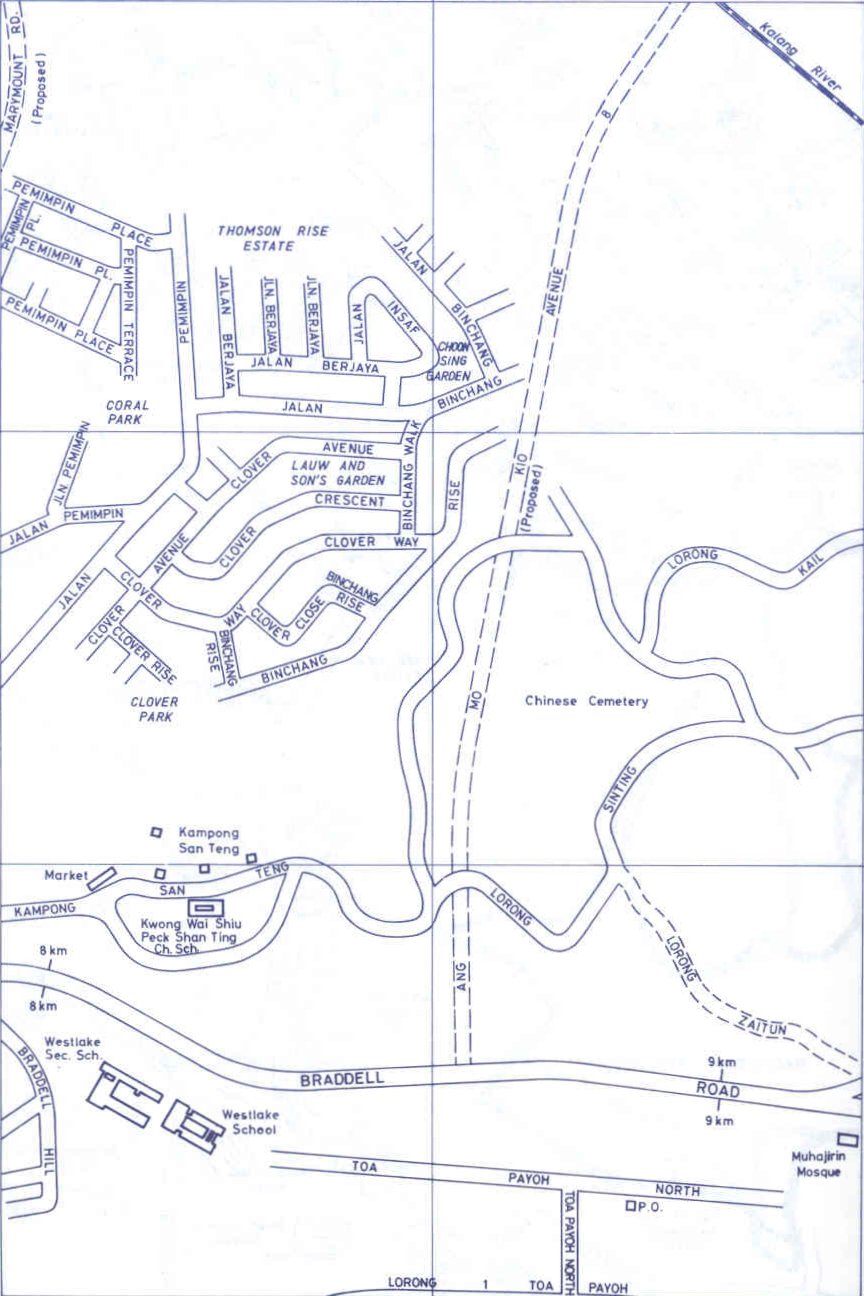 MARYMOUNT RD.
(Proposed)
Kalang River
8
AVENUE
KIO
(Proposed)
MO
ANG
PEMIMPIN
PLACE
PEMIMPIN
PL.
PEMIMPIN PL.
PEMIMPIN TERRACE
PEMIMPIN PLACE
PEMIMPIN
THOMSON RISE
ESTATE
JALAN BERJAYA
JLN. BERJAYA
JLN. BERJAYA
JALAN
INSAF
JALAN BERJAYA
JALAN
BINCHANG
CHOON
SING
GARDEN
BINCHANG
JALAN
CORAL
PARK
JLN. PEMIMPIN
JALAN PEMIMPIN
JALAN
CLOVER
AVENUE
AVENUE
LAUW AND
SON'S GARDEN
CRESCENT
CLOVER
BINCHANG WALK
RISE
CLOVER WAY
CLOVER
WAY
CLOVER
CLOSE
BINCHANG
RISE
BINCHANG
RISE
BINCHANG
CLOVER
CLOVER RISE
CLOVER
PARK
LORONG
KAIL
Chinese Cemetery
SINTING
LORONG
LORONG
ZAITUN
Kampong
San Teng
Market
KAMPONG
SAN
TENG
Kwong Wai Shiu
Peck Shan Ting
Ch. Sch.
8 km
8 km
Westlake
Sec. Sch.
BRADDELL
HILL
Westlake
School
BRADDELL
ROAD
9 km
9 km
Muhajirin
Mosque
TOA
PAYOH
NORTH
P.O.
TOA PAYOH NORTH
LORONG 1 TOA PAYOH